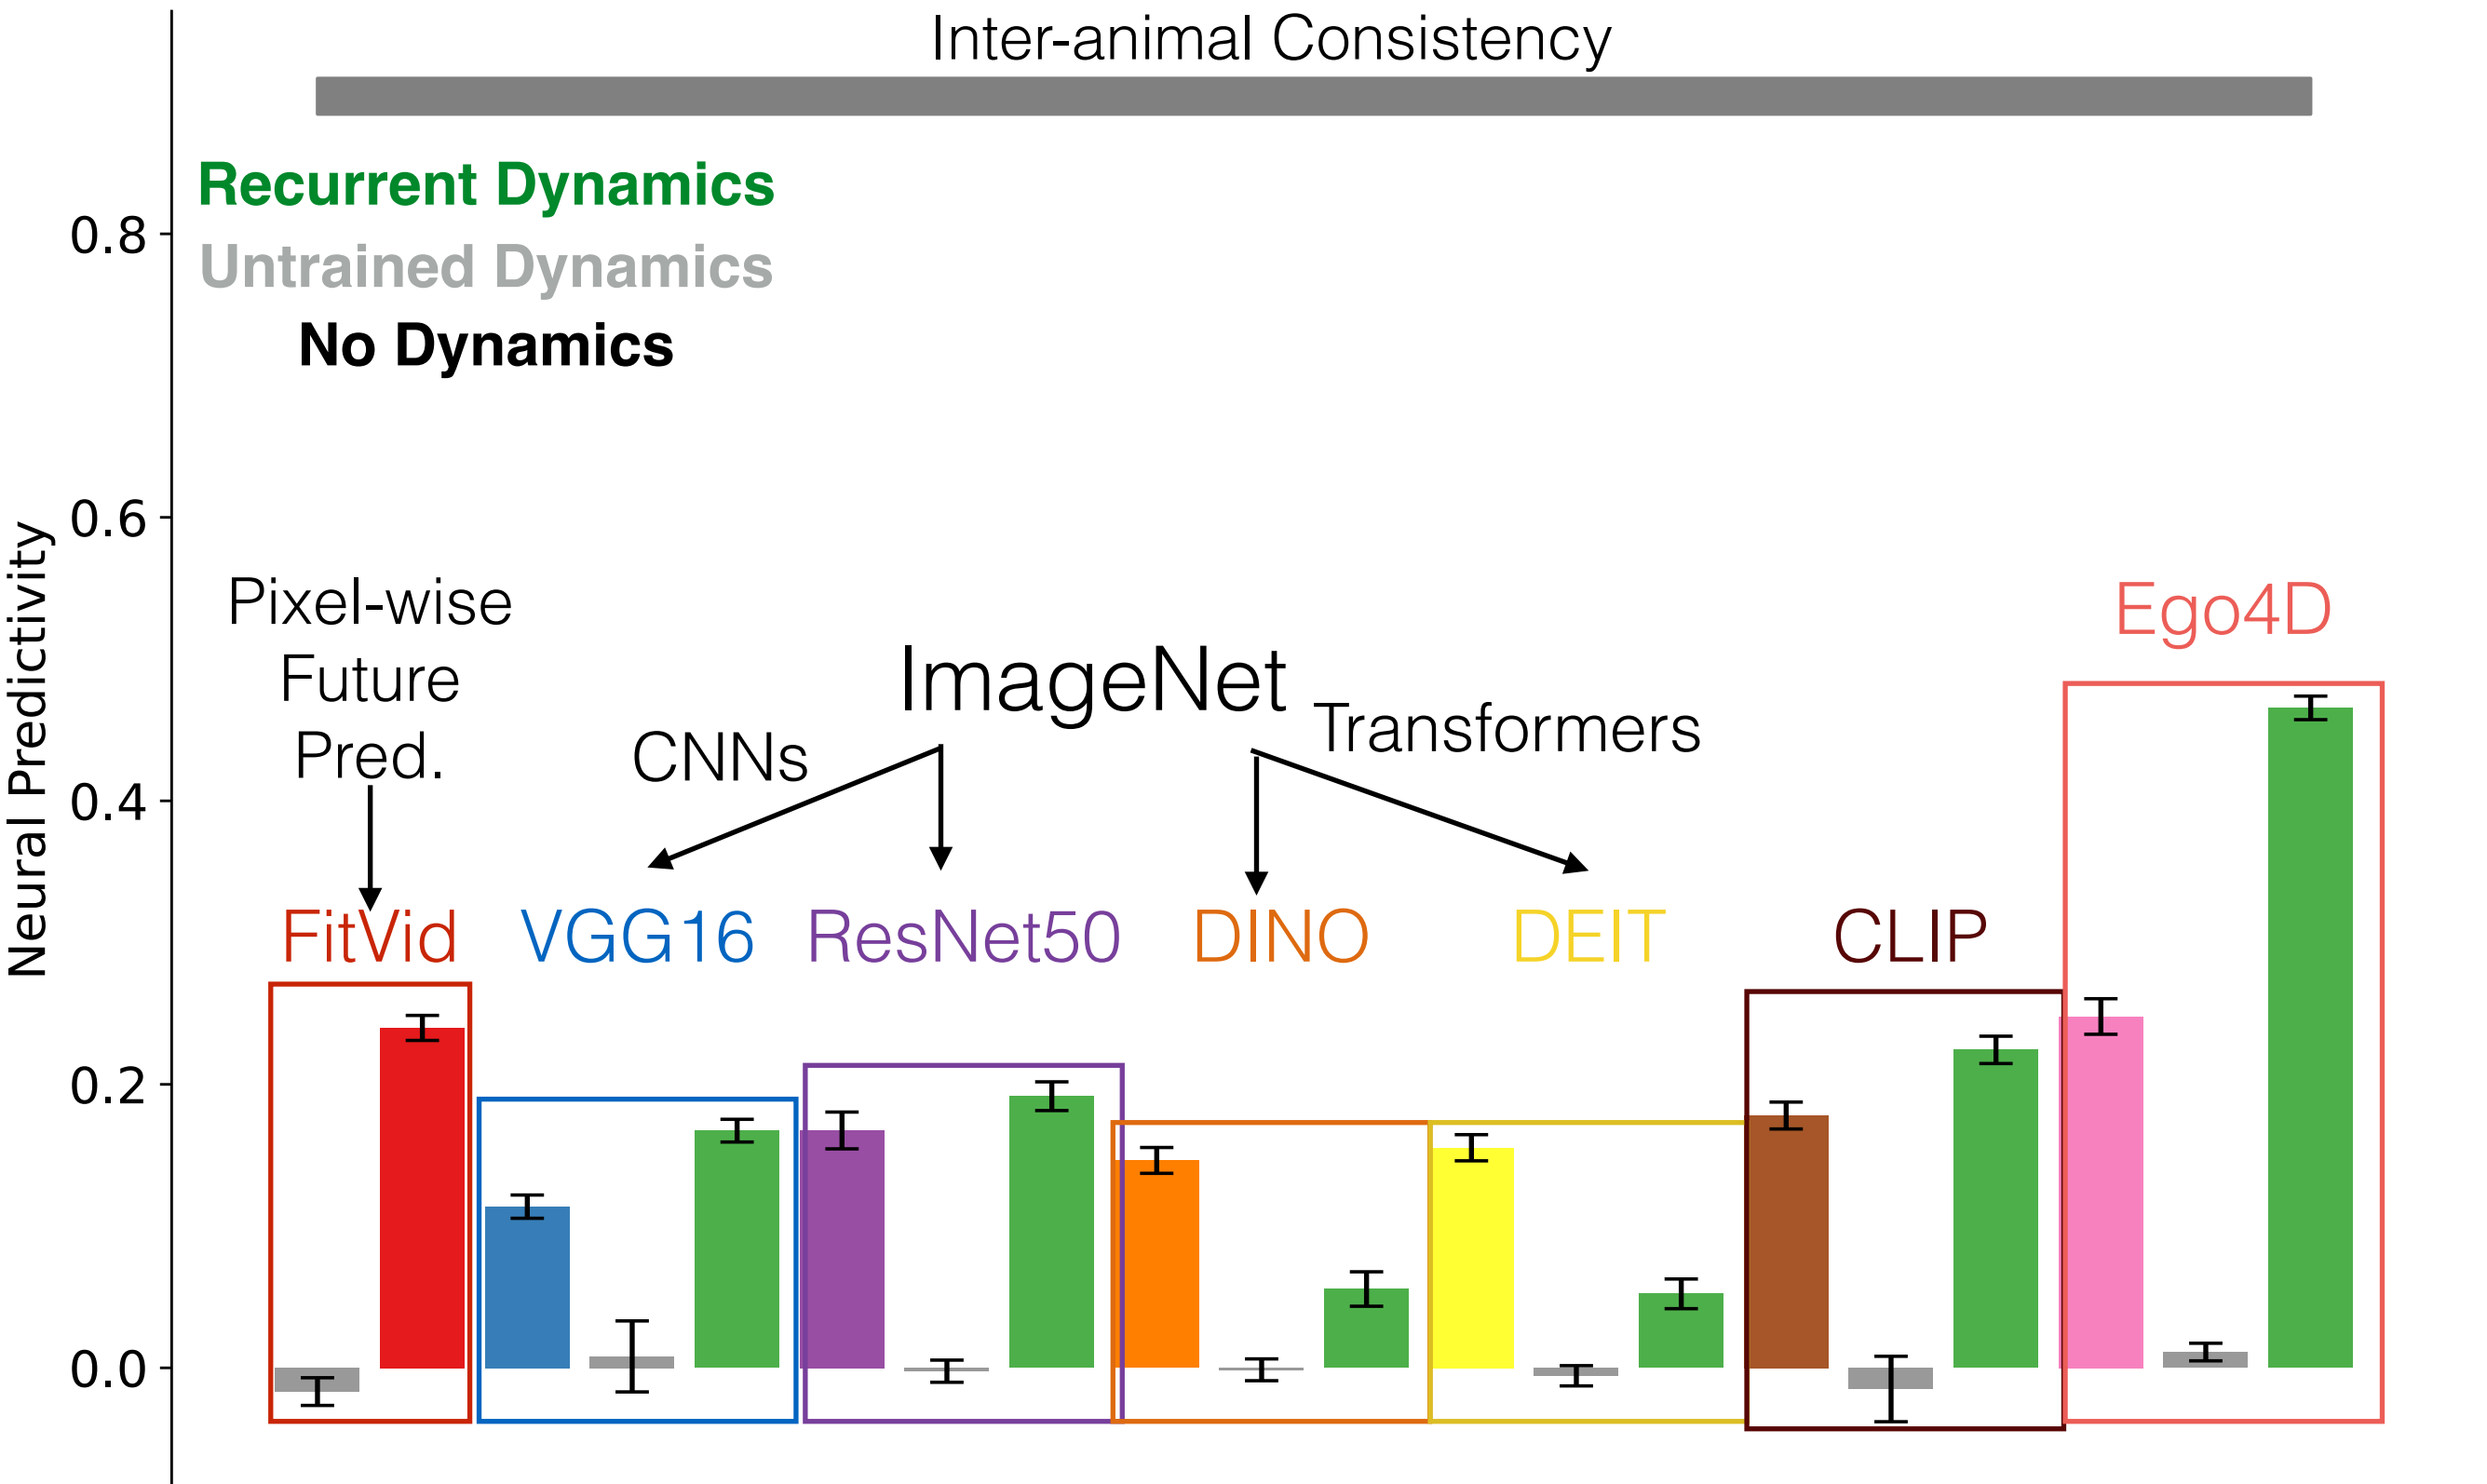 Inter-animal Consistency
Recurrent Dynamics
Untrained Dynamics
No Dynamics
0.8
0.6
0.4
0.2
0.0
Neural Predictivity
Pixel-wise
Future
Pred.
ImageNet
CNNs
Transformers
Ego4D
FitVid
VGG16
ResNet50
DINO
DEIT
CLIP